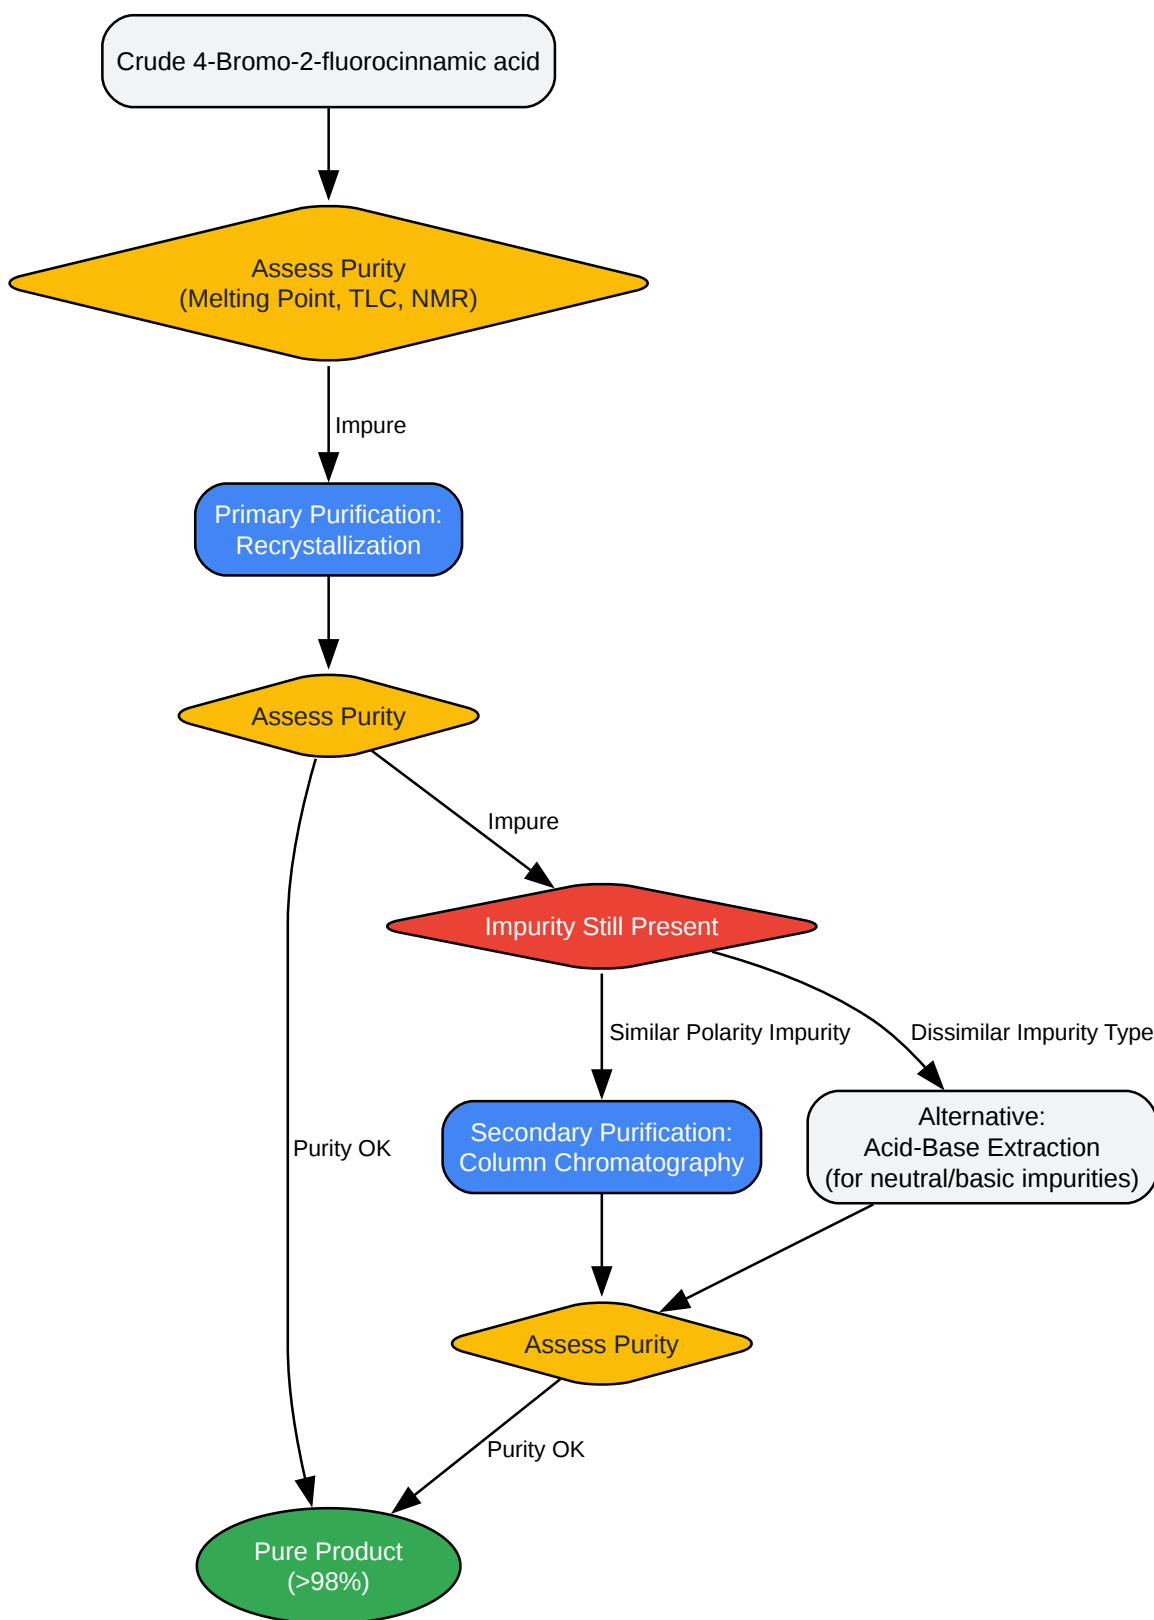 Crude 4-Bromo-2-fluorocinnamic acid
Assess Purity
(Melting Point, TLC, NMR)
Impure
Primary Purification:
Recrystallization
Assess Purity
Impure
Impurity Still Present
Similar Polarity Impurity
Dissimilar Impurity Type
Secondary Purification:
Column Chromatography
Alternative:
Acid-Base Extraction
(for neutral/basic impurities)
Purity OK
Assess Purity
Purity OK
Pure Product
(>98%)